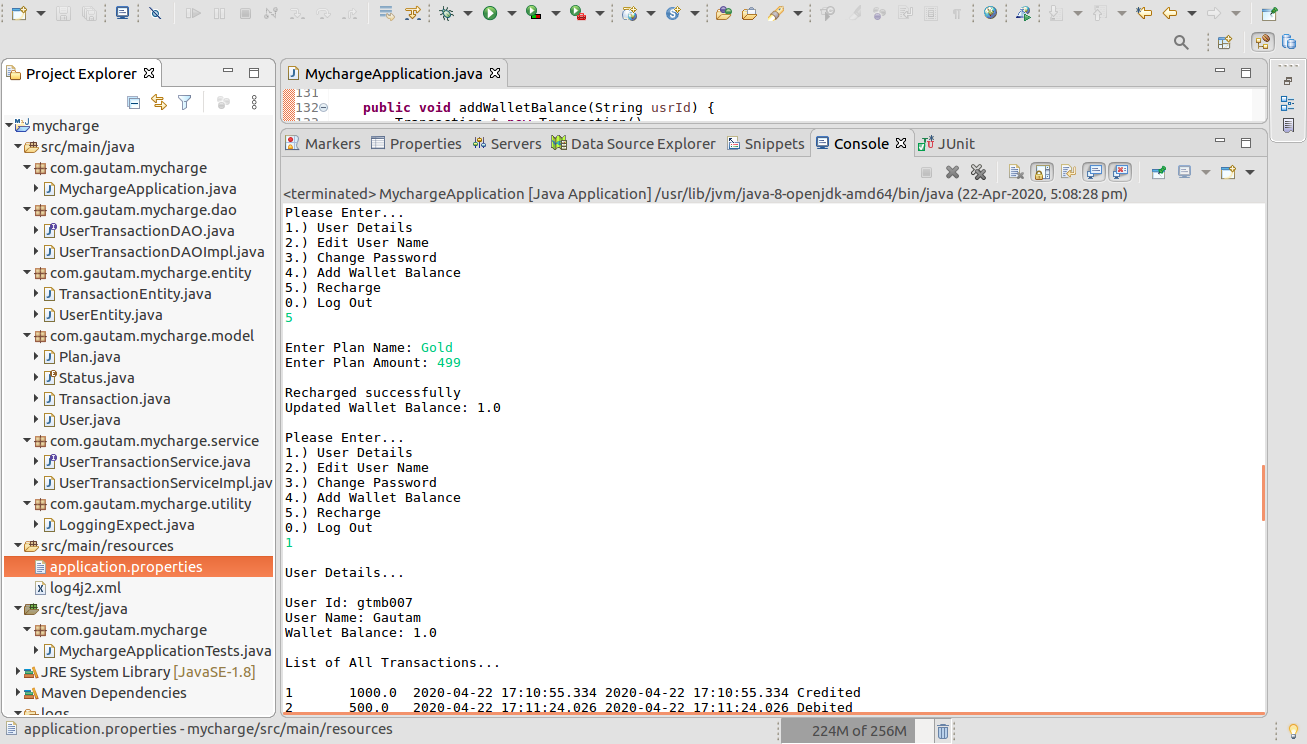 Project Explorer
mycharge
src/main/java
com.gautam.mycharge
MychargeApplication.java
com.gautam.mycharge.dao
UserTransactionDAO.java
UserTransactionDAOImpl.java
com.gautam.mycharge.entity
TransactionEntity.java
UserEntity.java
com.gautam.mycharge.model
Plan.java
Status.java
Transaction.java
User.java
com.gautam.mycharge.service
UserTransactionService.java
UserTransactionServiceImpl.jav
com.gautam.mycharge.utility
LoggingExpect.java
src/main/resources
application.properties
log4j2.xml
src/test/java
com.gautam.mycharge
MychargeApplicationTests.java
JRE System Library [JavaSE-1.8]
Maven Dependencies
logs
MychargeApplication.java
131
132 public void addWalletBalance(String usrId) {
133 Transaction t new Transaction()
Markers Properties Servers Data Source Explorer Snippets Console JUnit
<terminated> MychargeApplication [Java Application] /usr/lib/jvm/java-8-openjdk-amd64/bin/java (22-Apr-2020, 5:08:28 pm)
Please Enter...
1.) User Details
2.) Edit User Name
3.) Change Password
4.) Add Wallet Balance
5.) Recharge
0.) Log Out
5
Enter Plan Name: Gold
Enter Plan Amount: 499
Recharged successfully
Updated Wallet Balance: 1.0
Please Enter...
1.) User Details
2.) Edit User Name
3.) Change Password
4.) Add Wallet Balance
5.) Recharge
0.) Log Out
1
User Details...
User Id: gtmb007
User Name: Gautam
Wallet Balance: 1.0
List of All Transactions...
1 1000.0 2020-04-22 17:10:55.334 2020-04-22 17:10:55.334 Credited
2 500.0 2020-04-22 17:11:24.026 2020-04-22 17:11:24.026 Debited
application.properties - mycharge/src/main/resources
224M of 256M